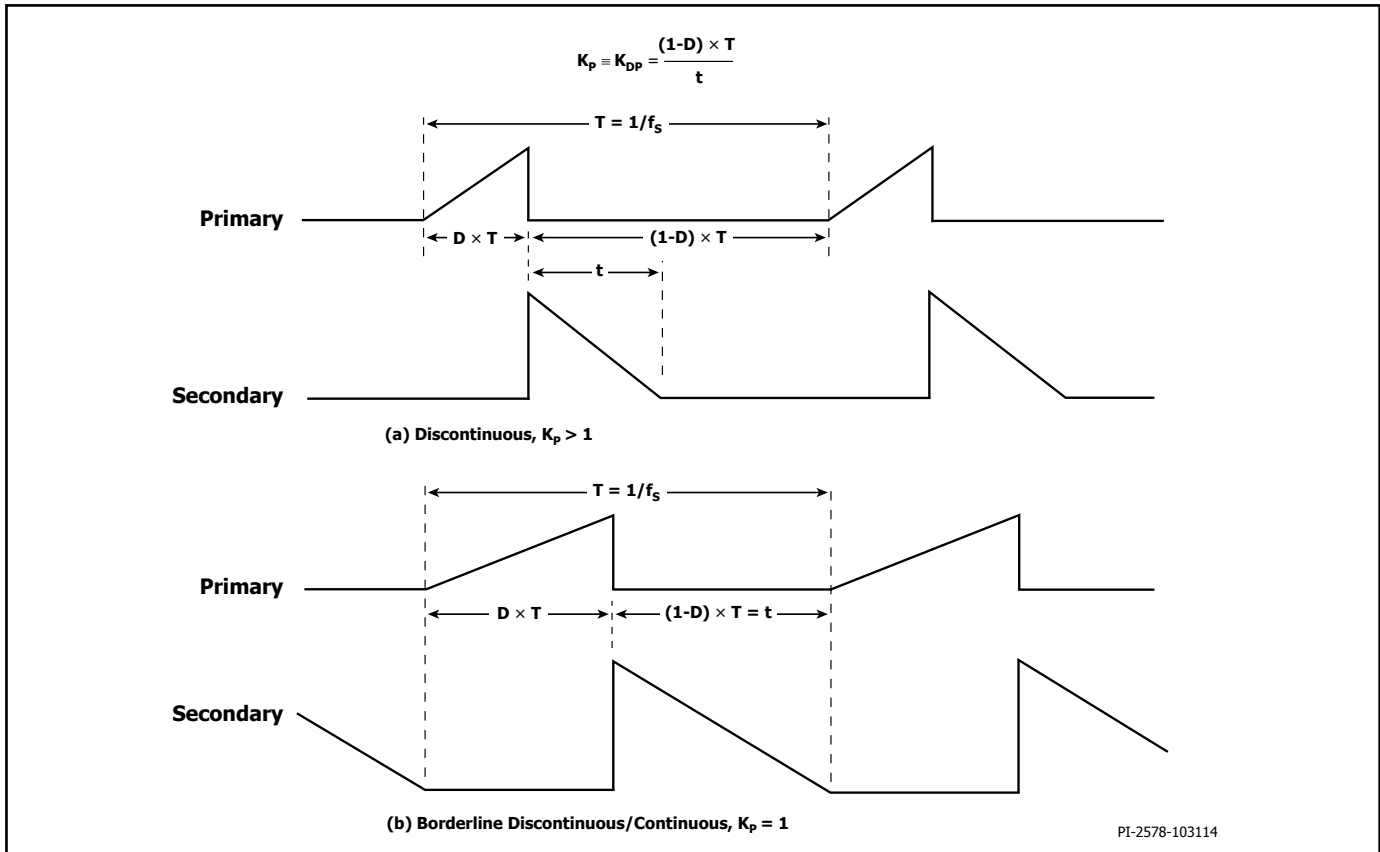 K_P ≡ K_DP = (1-D) × T / t
T = 1/f_S
Primary
D × T
(1-D) × T
t
Secondary
(a) Discontinuous, K_P > 1
T = 1/f_S
Primary
D × T
(1-D) × T = t
Secondary
(b) Borderline Discontinuous/Continuous, K_P = 1
PI-2578-103114